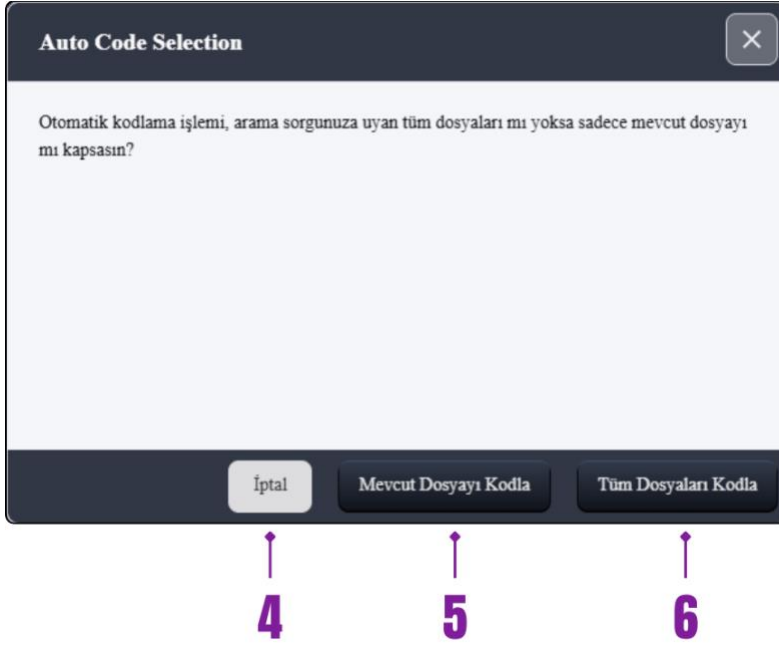 Auto Code Selection
Otomatik kodlama işlemi, arama sorgunuza uyan tüm dosyaları mı yoksa sadece mevcut dosyayı
mı kapsasın?
İptal
Mevcut Dosyayı Kodla
Tüm Dosyaları Kodla
4
5
6